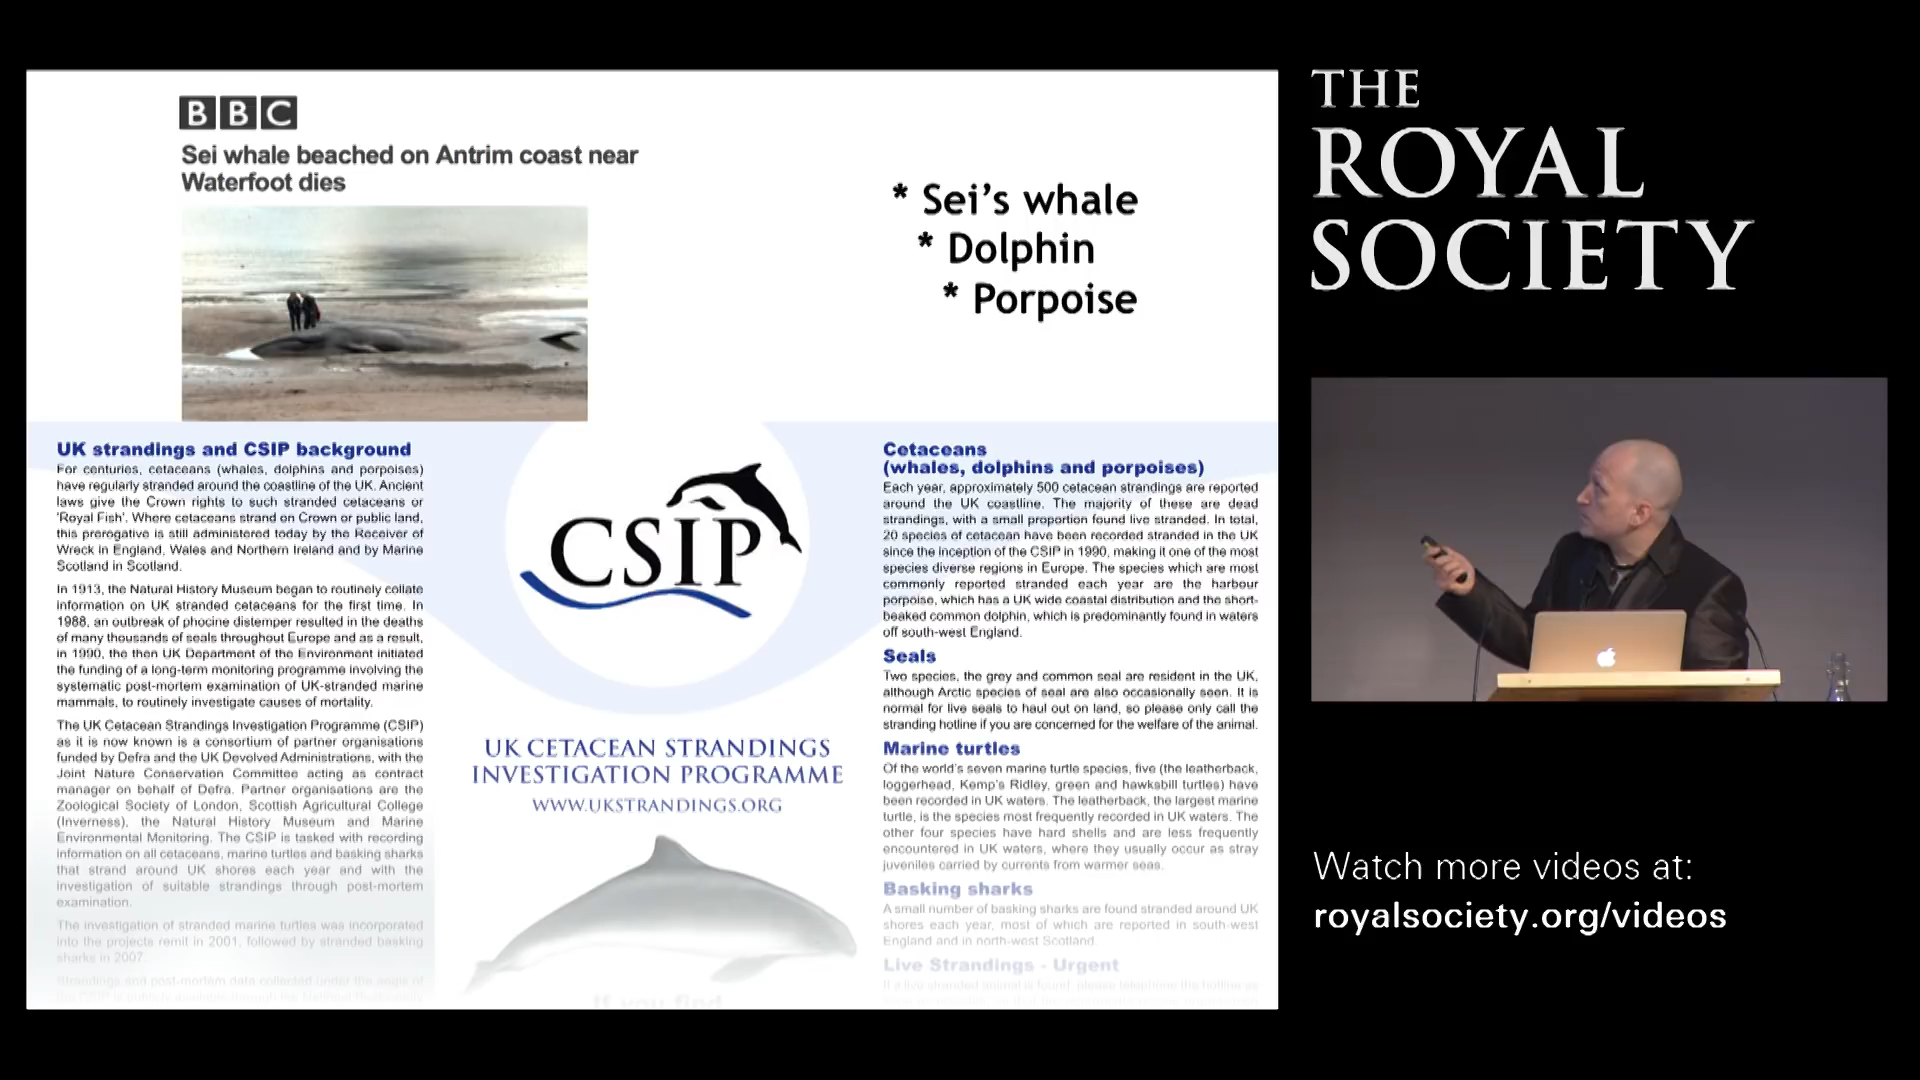 BBC
Sei whale beached on Antrim coast near
Waterfoot dies
* Sei's whale
* Dolphin
* Porpoise
UK strandings and CSIP background
For centuries, cetaceans (whales, dolphins and porpoises)
have regularly stranded around the coastline of the UK. Ancient
laws give the Crown rights to such stranded cetaceans or
'Royal Fish'. Where cetaceans strand on Crown or public land,
this prerogative is still administered today by the Receiver of
Wreck in England, Wales and Northern Ireland and by Marine
Scotland in Scotland.
In 1913, the Natural History Museum began to routinely collate
information on UK stranded cetaceans for the first time. In
1988, an outbreak of phocine distemper resulted in the deaths
of many thousands of seals throughout Europe and as a result,
in 1990, the then UK Department of the Environment initiated
the funding of a long-term monitoring programme involving the
systematic post-mortem examination of UK-stranded marine
mammals, to routinely investigate causes of mortality.
The UK Cetacean Strandings Investigation Programme (CSIP)
as it is now known is a consortium of partner organisations
funded by Defra and the UK Devolved Administrations, with the
Joint Nature Conservation Committee acting as contract
manager on behalf of Defra. Partner organisations are the
Zoological Society of London, Scottish Agricultural College
(Inverness), the Natural History Museum and Marine
Environmental Monitoring. The CSIP is tasked with recording
information on all cetaceans, marine turtles and basking sharks
that strand around UK shores each year and with the
investigation of suitable strandings through post-mortem
examination.
The investigation of stranded marine turtles was incorporated
into the projects remit in 2001, followed by stranded basking
sharks in 2007.
Strandings and post-mortem data collected under the aegis of
CSIP
UK CETACEAN STRANDINGS
INVESTIGATION PROGRAMME
WWW.UKSTRANDINGS.ORG
If you find
Cetaceans
(whales, dolphins and porpoises)
Each year, approximately 500 cetacean strandings are reported
around the UK coastline. The majority of these are dead
strandings, with a small proportion found live stranded. In total,
20 species of cetacean have been recorded stranded in the UK
since the inception of the CSIP in 1990, making it one of the most
species diverse regions in Europe. The species which are most
commonly reported stranded each year are the harbour
porpoise, which has a UK wide coastal distribution and the short-
beaked common dolphin, which is predominantly found in waters
off south-west England.
Seals
Two species, the grey and common seal are resident in the UK,
although Arctic species of seal are also occasionally seen. It is
normal for live seals to haul out on land, so please only call the
stranding hotline if you are concerned for the welfare of the animal.
Marine turtles
Of the world's seven marine turtle species, five (the leatherback,
loggerhead, Kemp's Ridley, green and hawksbill turtles) have
been recorded in UK waters. The leatherback, the largest marine
turtle, is the species most frequently recorded in UK waters. The
other four species have hard shells and are less frequently
encountered in UK waters, where they usually occur as stray
juveniles carried by currents from warmer seas.
Basking sharks
A small number of basking sharks are found stranded around UK
shores each year, most of which are reported in south-west
England and in north-west Scotland.
Live Strandings - Urgent
If a live stranded animal is found, please telephone the hotline as
THE
ROYAL
SOCIETY
Watch more videos at:
royalsociety.org/videos